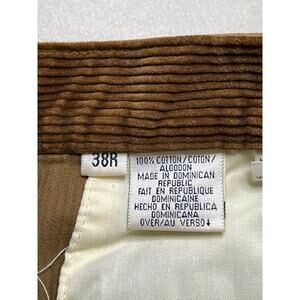 38R
100% COTTON/COTON/
ALGODON
MADE IN DOMINICAN
REPUBLIC
FAIT EN REPUBLIQUE
DOMINICAINE
HECHO EN REPUBLICA
DOMINICANA
OVER/AU VERSO↓